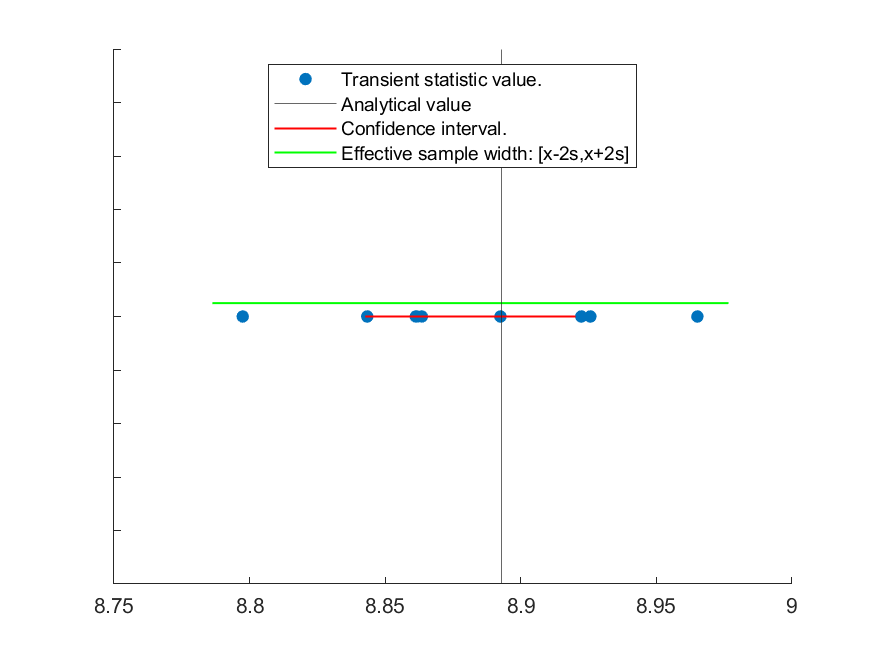 Transient statistic value.
Analytical value
Confidence interval.
Effective sample width: [x-2s,x+2s]
8.75 8.8 8.85 8.9 8.95 9